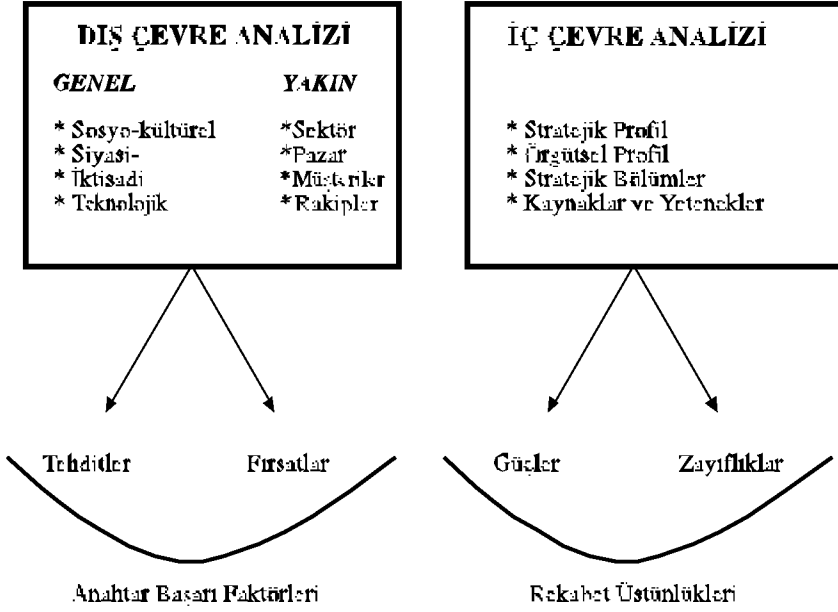 DIŞ ÇEVRE ANALİZİ
GENEL YAKIN
* Sosyo-kültürel *Sektör
* Siyasi- *Pazar
* İktisadi *Müşteriler
* Teknolojik *Rakipler
Tehditler Fırsatlar
Anahtar Başarı Faktörleri
İÇ ÇEVRE ANALİZİ
* Stratejik Profil
* Örgütsel Profil
* Stratejik Bölümler
* Kaynaklar ve Yetenekler
Güçler Zayıflıklar
Rekabet Üstünlükleri